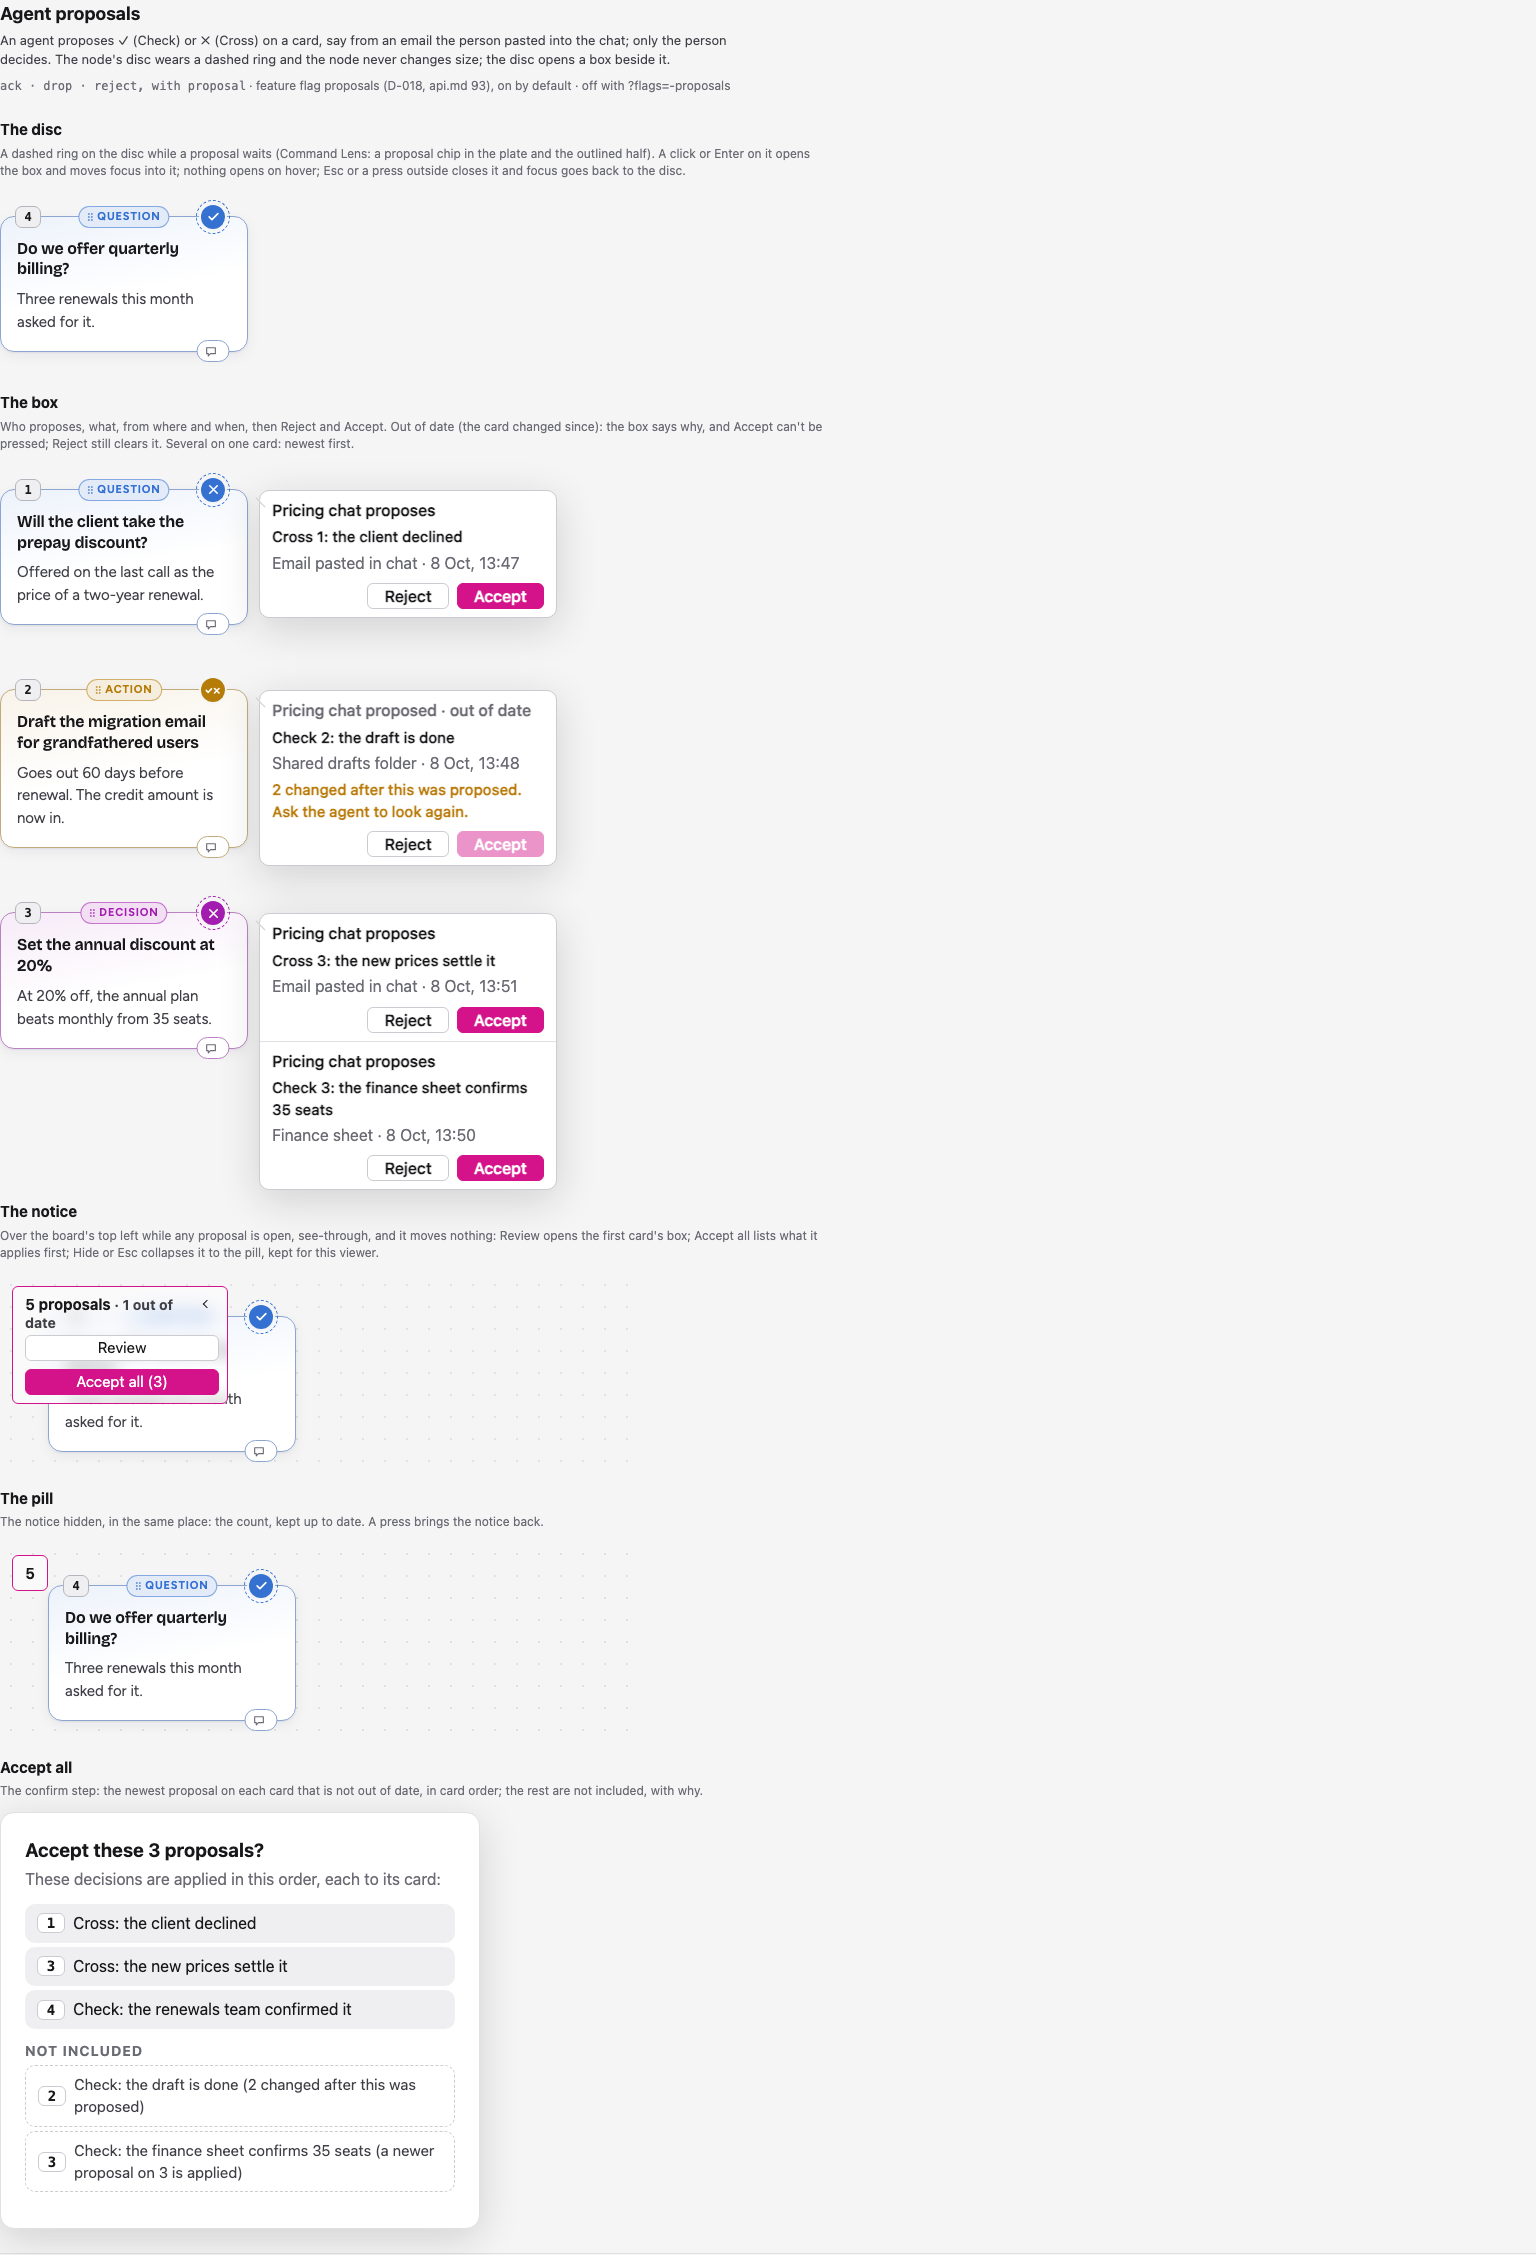 Agent proposals
An agent proposes ✓ (Check) or ✕ (Cross) on a card, say from an email the person pasted into the chat; only the person
decides. The node's disc wears a dashed ring and the node never changes size; the disc opens a box beside it.
ack · drop · reject, with proposal · feature flag proposals (D-018, api.md 93), on by default · off with ?flags=-proposals
The disc
A dashed ring on the disc while a proposal waits (Command Lens: a proposal chip in the plate and the outlined half). A click or Enter on it opens
the box and moves focus into it; nothing opens on hover; Esc or a press outside closes it and focus goes back to the disc.
4 QUESTION
Do we offer quarterly
billing?
Three renewals this month
asked for it.
The box
Who proposes, what, from where and when, then Reject and Accept. Out of date (the card changed since): the box says why, and Accept can't be
pressed; Reject still clears it. Several on one card: newest first.
1 QUESTION
Will the client take the
prepay discount?
Offered on the last call as the
price of a two-year renewal.
Pricing chat proposes
Cross 1: the client declined
Email pasted in chat · 8 Oct, 13:47
Reject Accept
2 ACTION
Draft the migration email
for grandfathered users
Goes out 60 days before
renewal. The credit amount is
now in.
Pricing chat proposed · out of date
Check 2: the draft is done
Shared drafts folder · 8 Oct, 13:48
2 changed after this was proposed.
Ask the agent to look again.
Reject Accept
3 DECISION
Set the annual discount at
20%
At 20% off, the annual plan
beats monthly from 35 seats.
Pricing chat proposes
Cross 3: the new prices settle it
Email pasted in chat · 8 Oct, 13:51
Reject Accept
Pricing chat proposes
Check 3: the finance sheet confirms
35 seats
Finance sheet · 8 Oct, 13:50
Reject Accept
The notice
Over the board's top left while any proposal is open, see-through, and it moves nothing: Review opens the first card's box; Accept all lists what it
applies first; Hide or Esc collapses it to the pill, kept for this viewer.
5 proposals · 1 out of
date
Review
Accept all (3)
th
asked for it.
The pill
The notice hidden, in the same place: the count, kept up to date. A press brings the notice back.
5
4 QUESTION
Do we offer quarterly
billing?
Three renewals this month
asked for it.
Accept all
The confirm step: the newest proposal on each card that is not out of date, in card order; the rest are not included, with why.
Accept these 3 proposals?
These decisions are applied in this order, each to its card:
1 Cross: the client declined
3 Cross: the new prices settle it
4 Check: the renewals team confirmed it
NOT INCLUDED
2 Check: the draft is done (2 changed after this was
proposed)
3 Check: the finance sheet confirms 35 seats (a newer
proposal on 3 is applied)